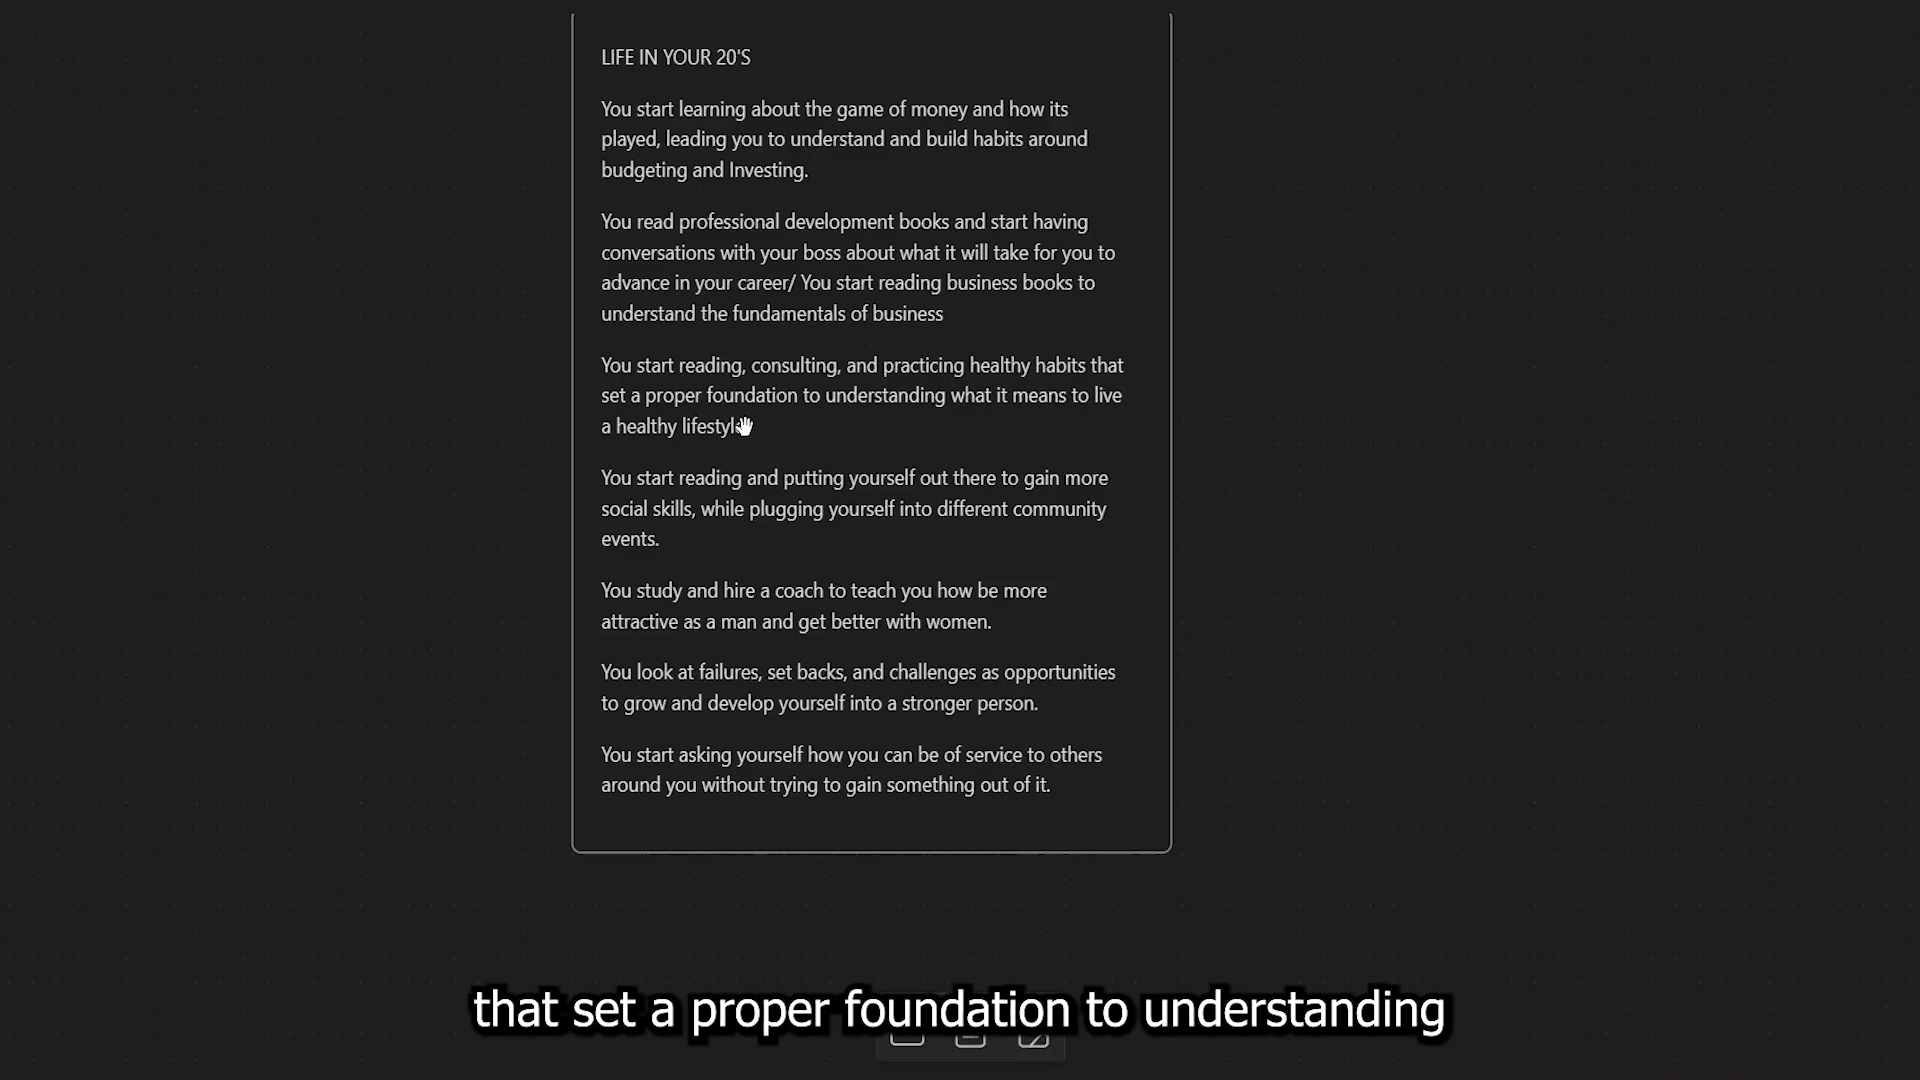 LIFE IN YOUR 20'S
You start learning about the game of money and how its
played, leading you to understand and build habits around
budgeting and Investing.
You read professional development books and start having
conversations with your boss about what it will take for you to
advance in your career/ You start reading business books to
understand the fundamentals of business
You start reading, consulting, and practicing healthy habits that
set a proper foundation to understanding what it means to live
a healthy lifestyle
You start reading and putting yourself out there to gain more
social skills, while plugging yourself into different community
events.
You study and hire a coach to teach you how be more
attractive as a man and get better with women.
You look at failures, set backs, and challenges as opportunities
to grow and develop yourself into a stronger person.
You start asking yourself how you can be of service to others
around you without trying to gain something out of it.
that set a proper foundation to understanding